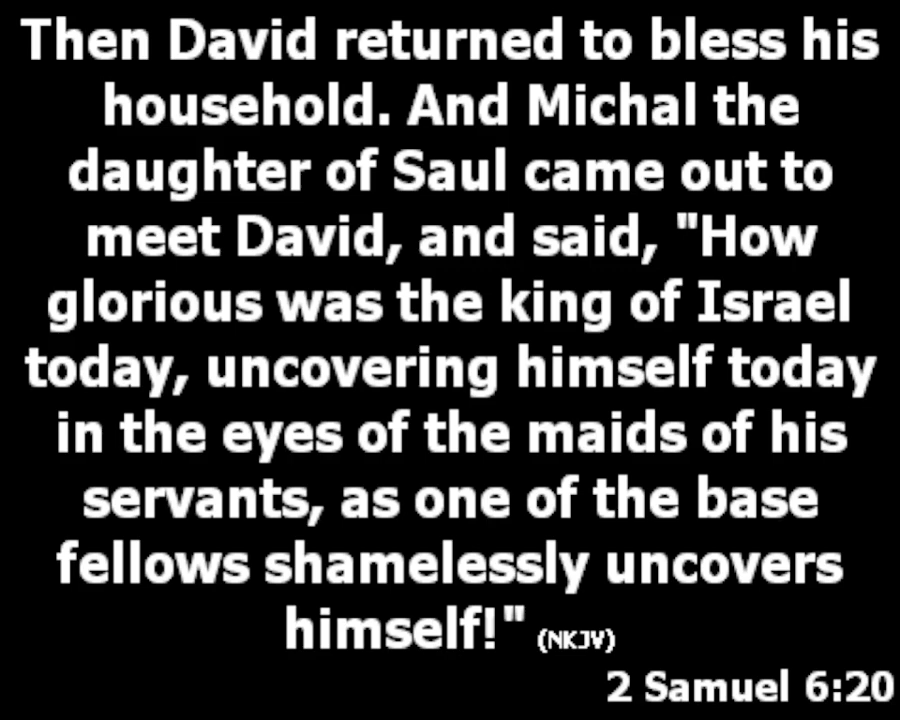 Then David returned to bless his
household. And Michal the
daughter of Saul came out to
meet David, and said, "How
glorious was the king of Israel
today, uncovering himself today
in the eyes of the maids of his
servants, as one of the base
fellows shamelessly uncovers
himself!" (NKJV)
2 Samuel 6:20